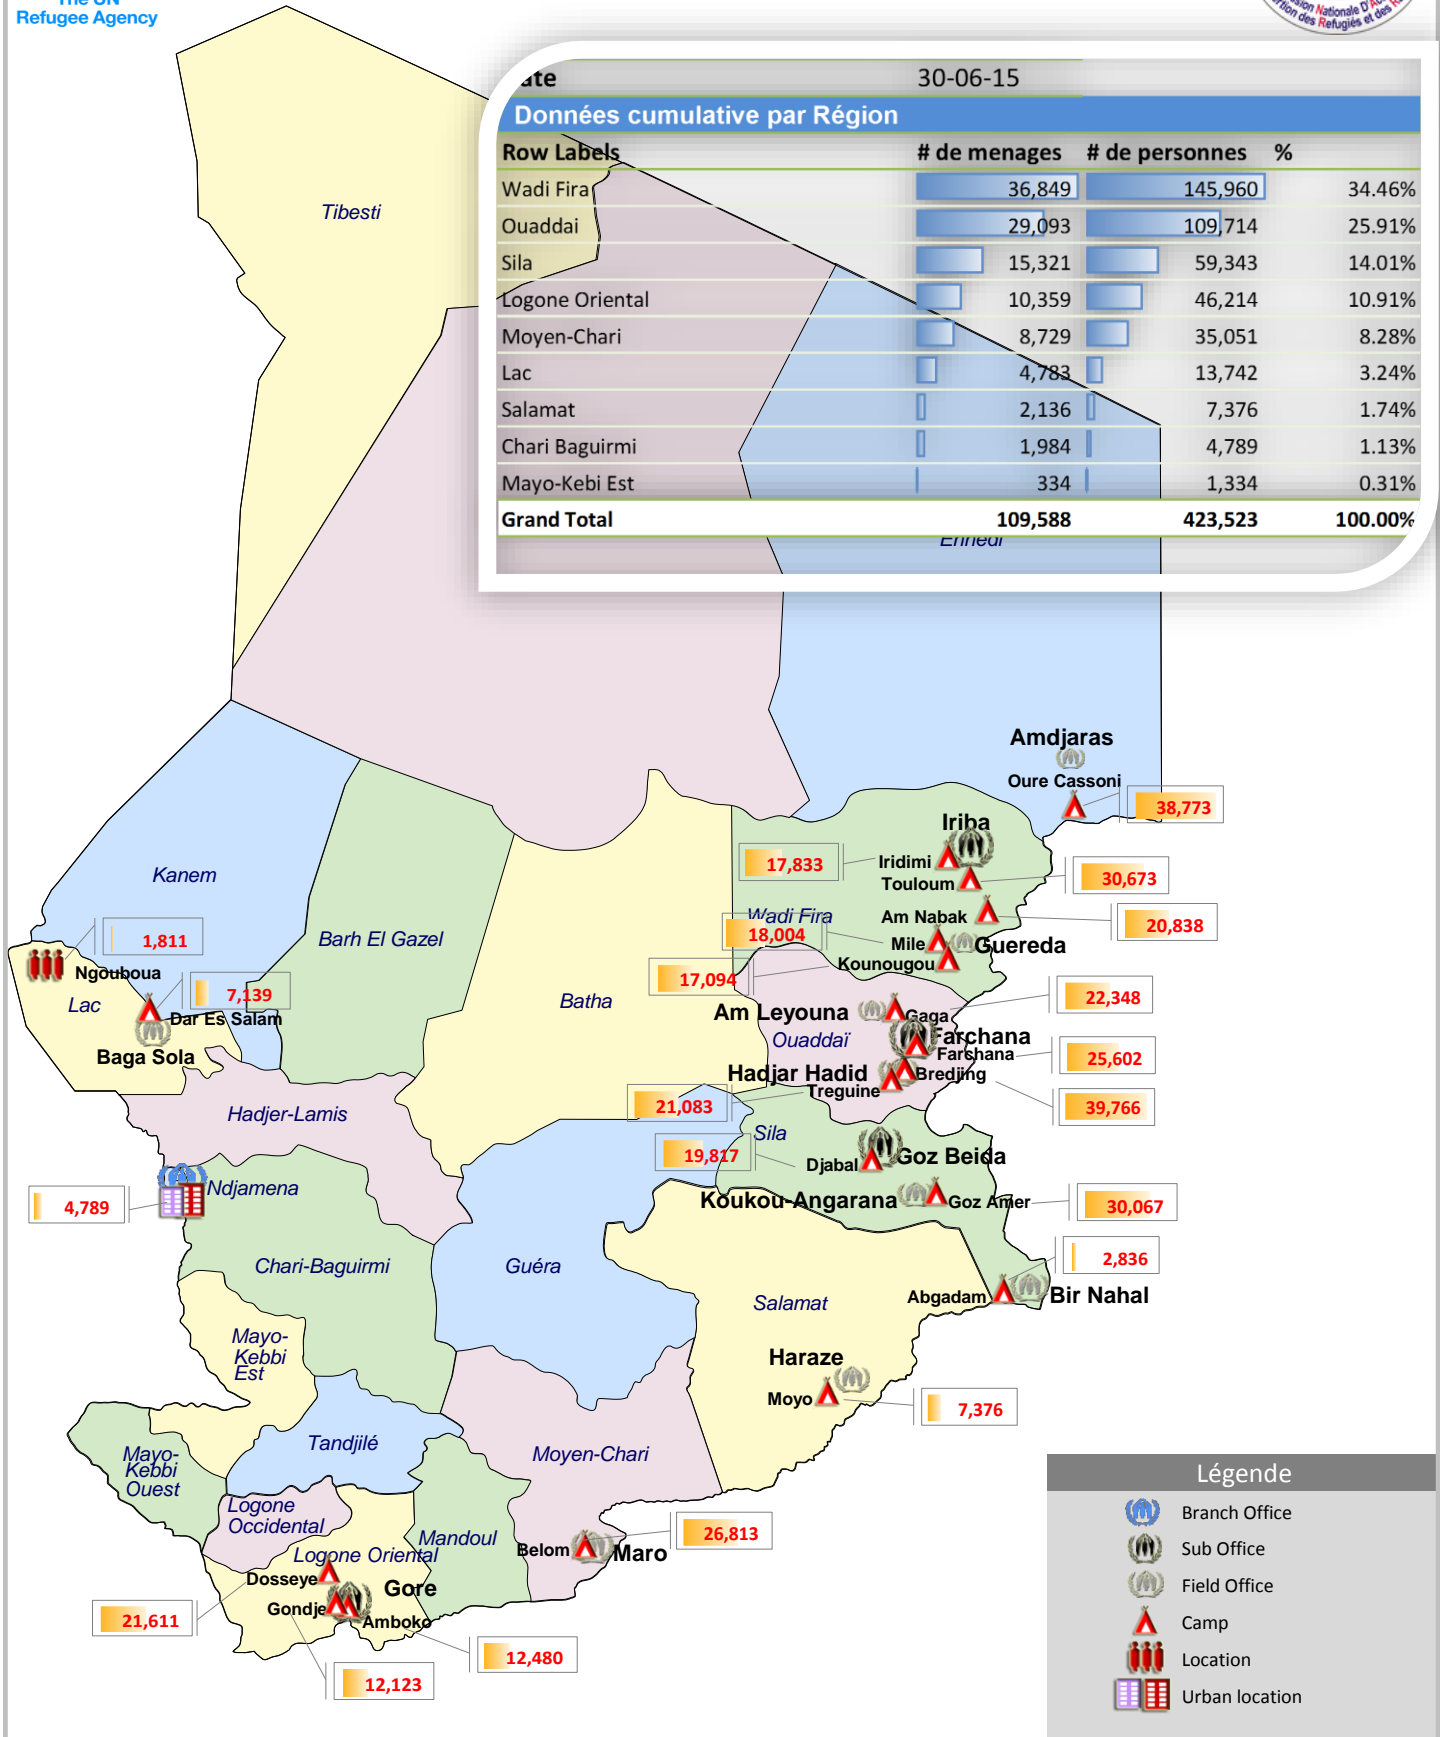 The UN
Refugee Agency
Nationale
des Refugiés et des
30-06-15
Données cumulative par Région
Row Labels # de menages # de personnes %
Wadi Fira 36,849 145,960 34.46%
Ouaddai 29,093 109,714 25.91%
Sila 15,321 59,343 14.01%
Logone Oriental 10,359 46,214 10.91%
Moyen-Chari 8,729 35,051 8.28%
Lac 4,783 13,742 3.24%
Salamat 2,136 7,376 1.74%
Chari Baguirmi 1,984 4,789 1.13%
Mayo-Kebi Est 334 1,334 0.31%
Grand Total 109,588 423,523 100.00%
Tibesti
Ennedi
Amdjaras
Oure Cassoni
38,773
Iriba
17,833
Iridimi
Touloum
30,673
Kanem
Wadi Fira
Am Nabak
20,838
18,004
Mile
Guereda
Barh El Gazel
1,811
Ngouboua
Kounougou
17,094
Lac
7,139
Dar Es Salam
Baga Sola
Batha
Am Leyouna
Gaga
22,348
Ouaddaï
Farchana
Farchana
25,602
Hadjar Hadid
Bredjing
39,766
Treguine
21,083
Hadjer-Lamis
Sila
19,817
Djabal
Goz Beida
Ndjamena
4,789
Koukou-Angarana
Goz Amer
30,067
Chari-Baguirmi
Guéra
2,836
Abgadam
Bir Nahal
Salamat
Mayo-
Kebbi
Est
Haraze
Moyo
7,376
Tandjilé
Moyen-Chari
Mayo-
Kebbi
Ouest
Logone
Occidental
Mandoul
26,813
Belom
Maro
Logone Oriental
Dosseye
Gore
21,611
Gondje
Amboko
12,480
12,123
Légende
Branch Office
Sub Office
Field Office
Camp
Location
Urban location